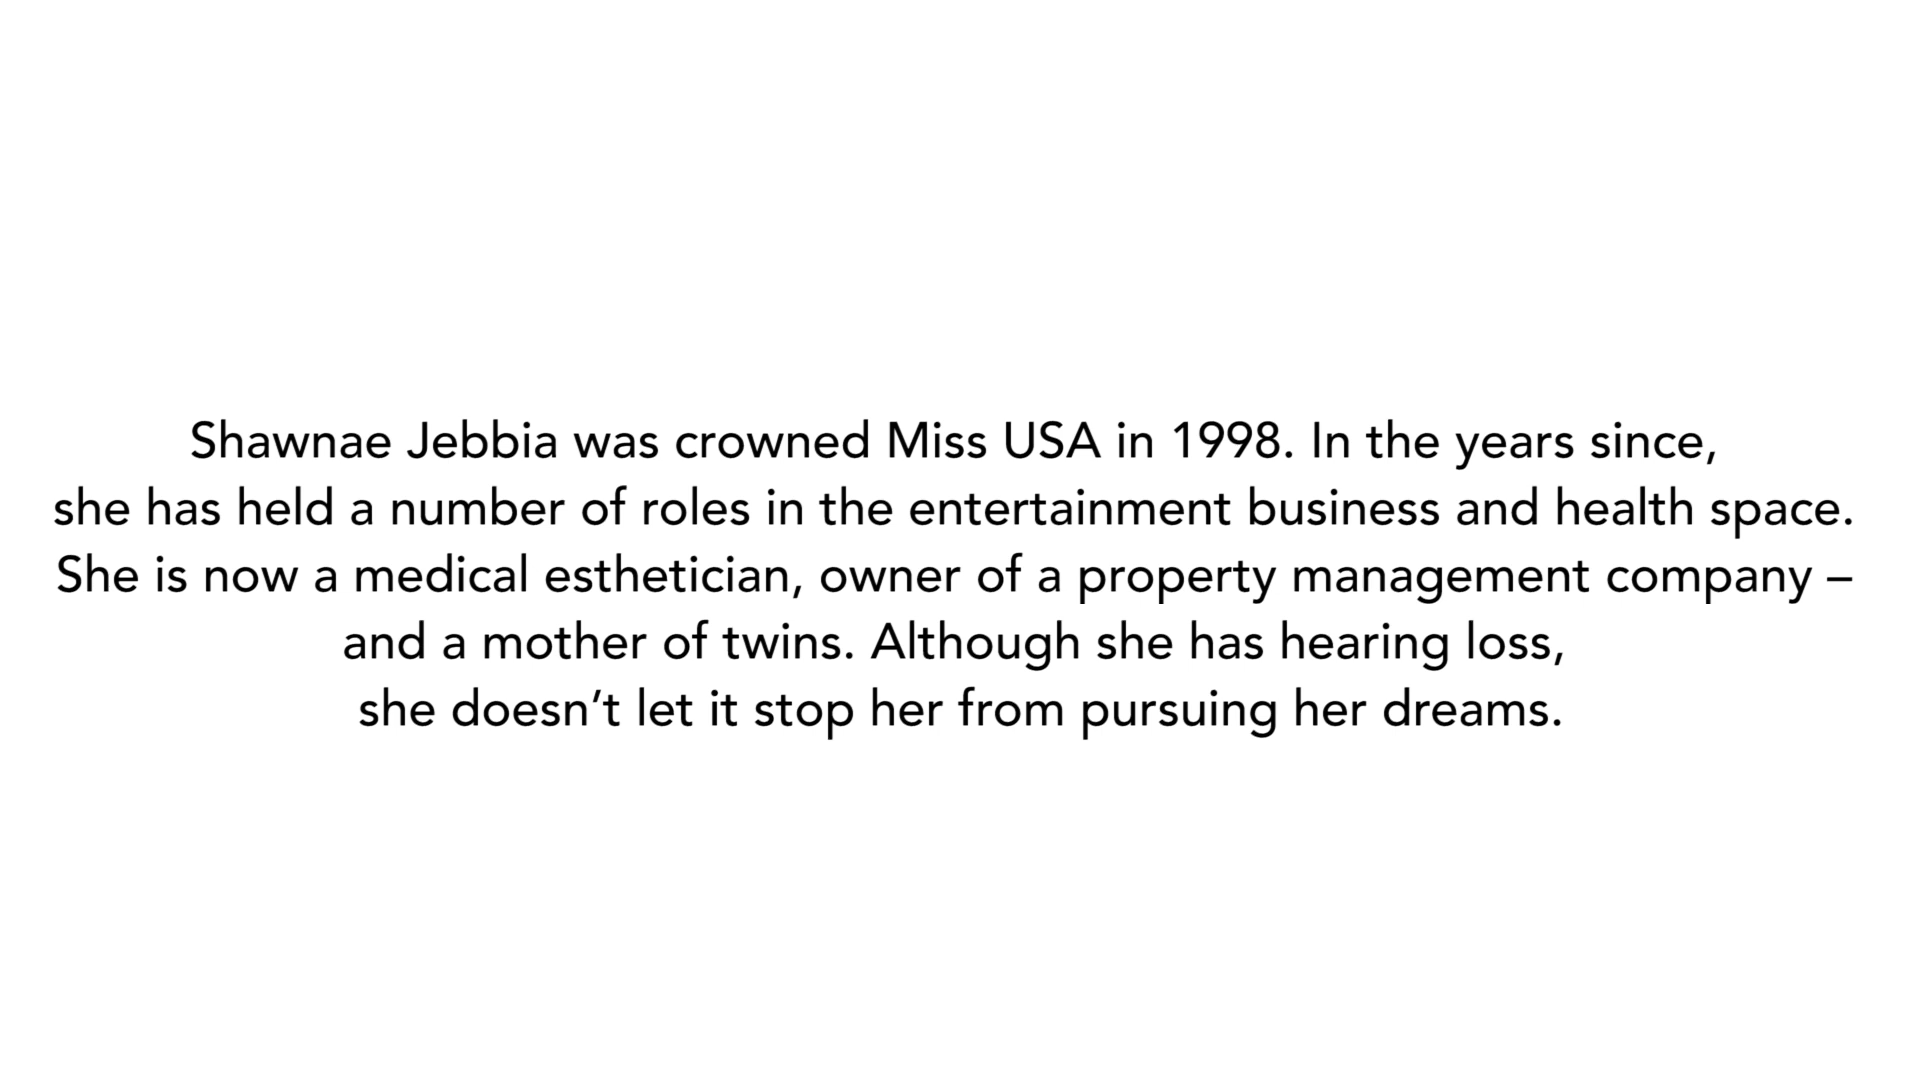 Shawnae Jebbia was crowned Miss USA in 1998. In the years since,
she has held a number of roles in the entertainment business and health space.
She is now a medical esthetician, owner of a property management company –
and a mother of twins. Although she has hearing loss,
she doesn’t let it stop her from pursuing her dreams.